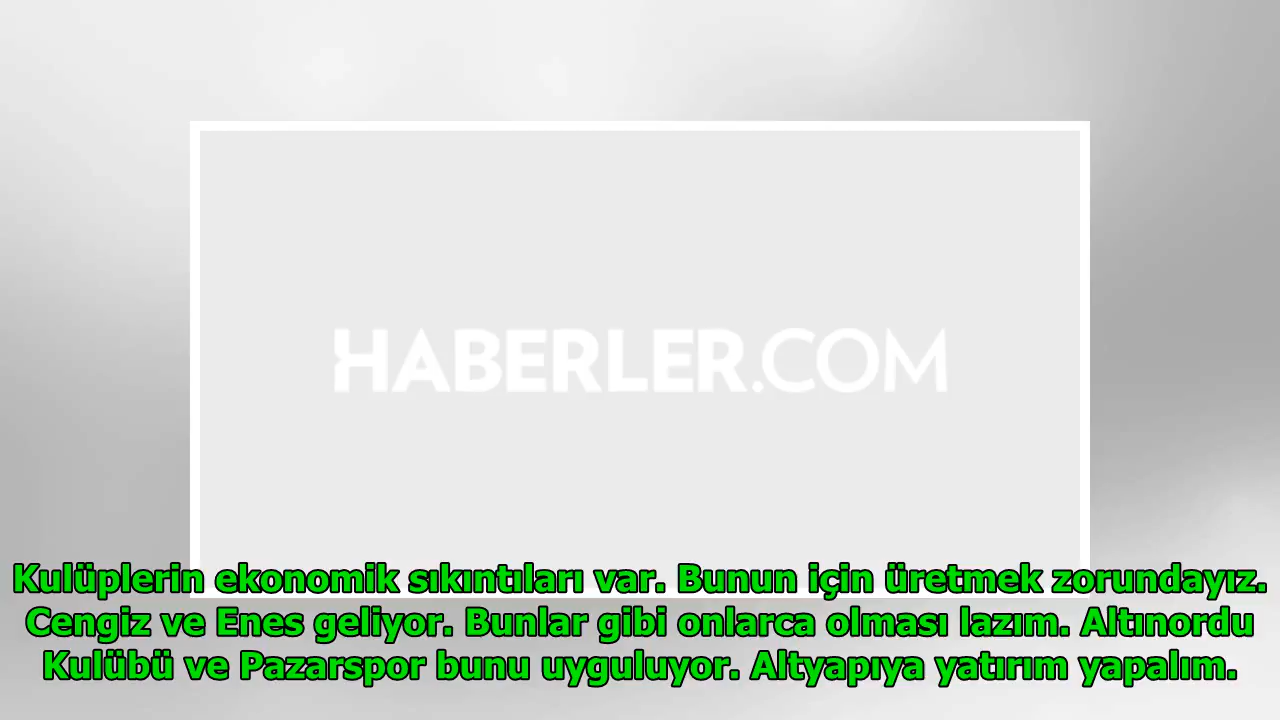 HABERLER.COM
Kulüplerin ekonomik sıkıntıları var. Bunun için üretmek zorundayız.
Cengiz ve Enes geliyor. Bunlar gibi onlarca olması lazım. Altınordu
Kulübü ve Pazarspor bunu uyguluyor. Altyapıya yatırım yapalım.